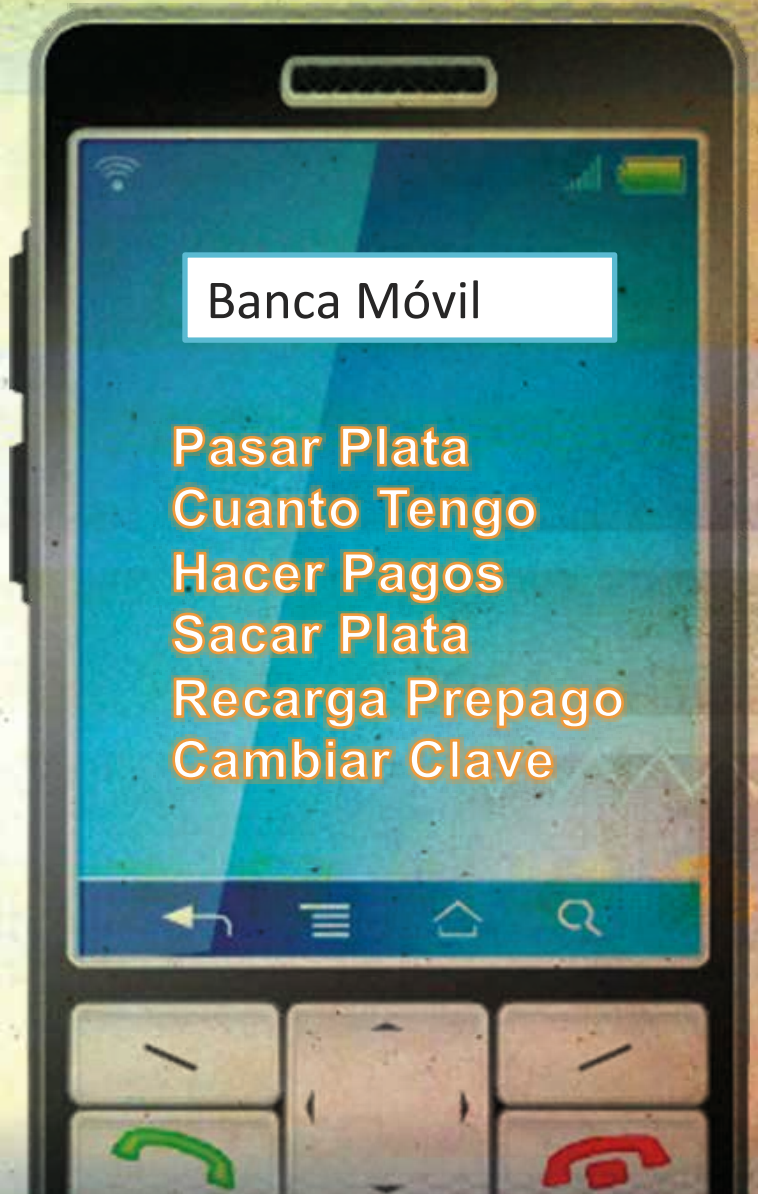 Banca Móvil
Pasar Plata
Cuanto Tengo
Hacer Pagos
Sacar Plata
Recarga Prepago
Cambiar Clave